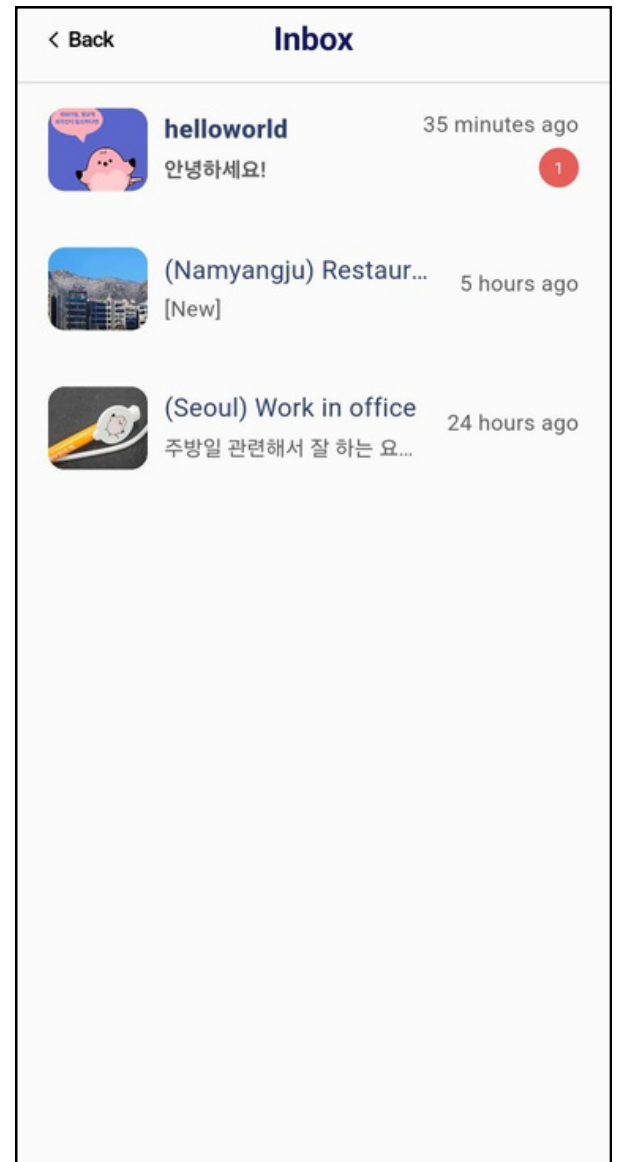 < Back
Inbox
helloworld
35 minutes ago
안녕하세요!
1
(Namyangju) Restaur...
5 hours ago
[New]
(Seoul) Work in office
24 hours ago
주방일 관련해서 잘 하는 요...